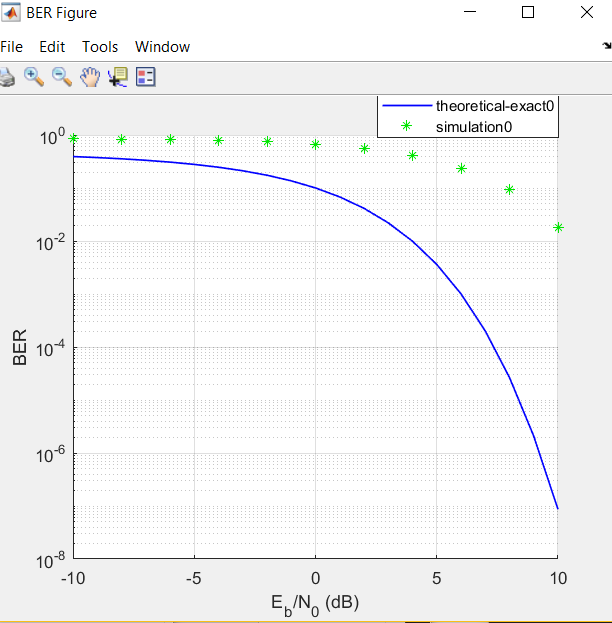 BER Figure
File Edit Tools Window
theoretical-exact0
simulation0
10^0
10^-2
10^-4
10^-6
10^-8
BER
-10 -5 0 5 10
E_b/N_0 (dB)